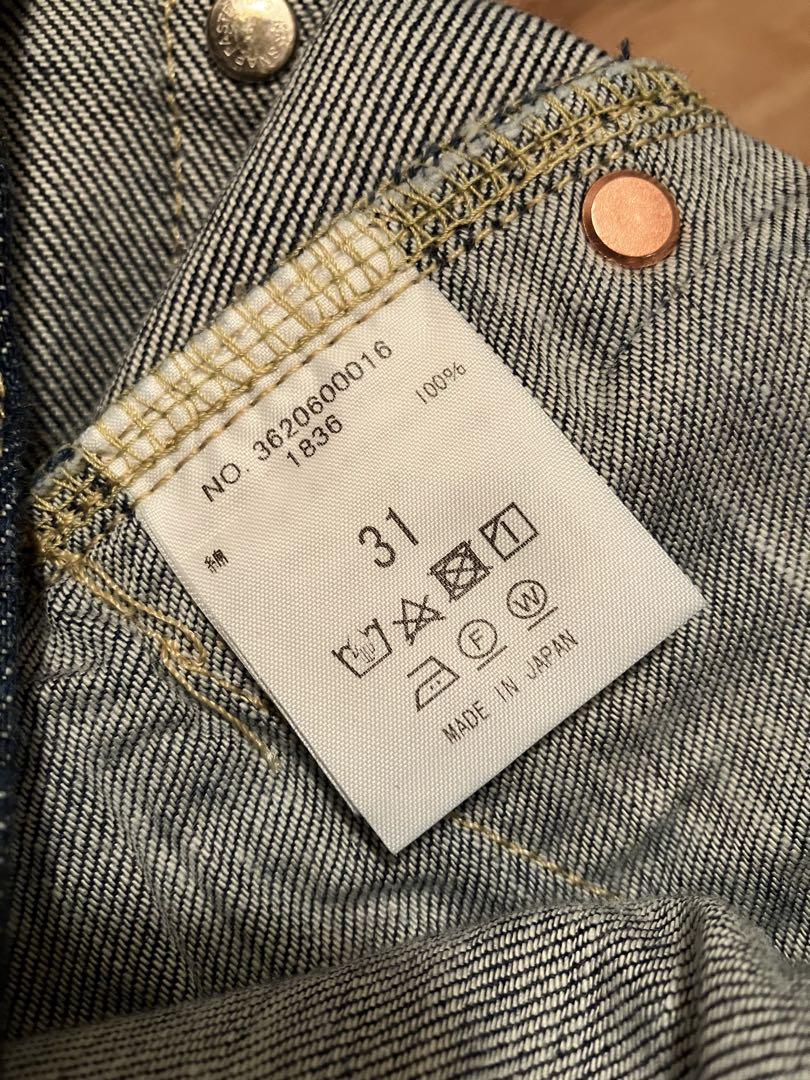 NO. 3620600016
1836
綿 100%
31
F
W
MADE IN JAPAN